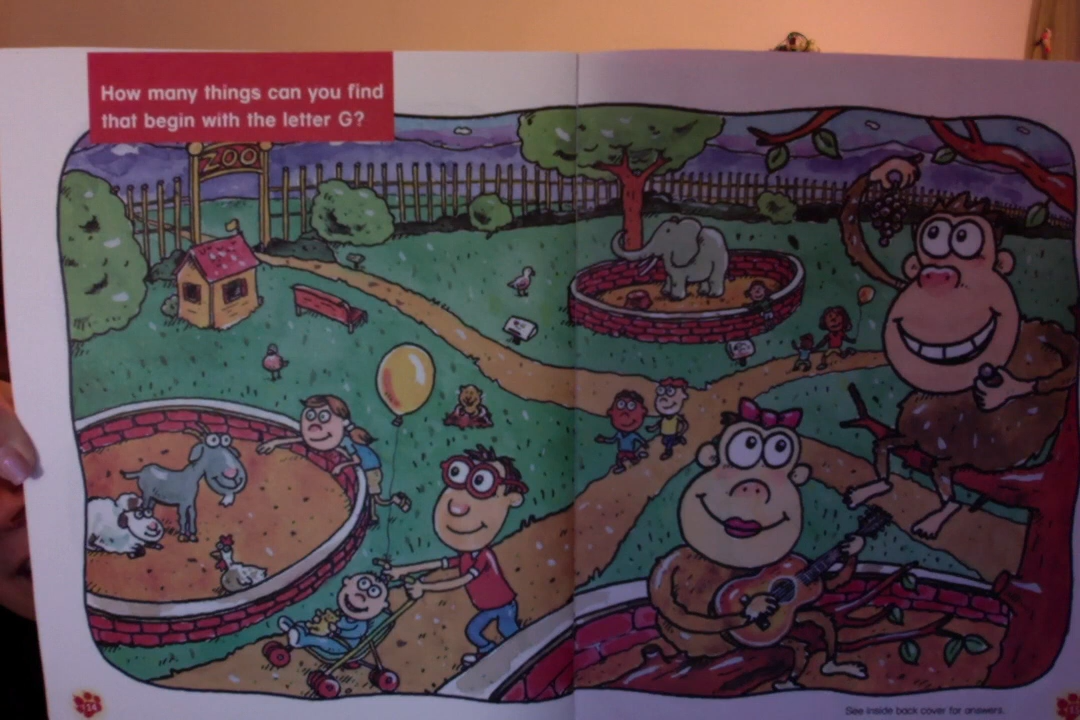 How many things can you find
that begin with the letter G?
ZOO
See inside back cover for answers.